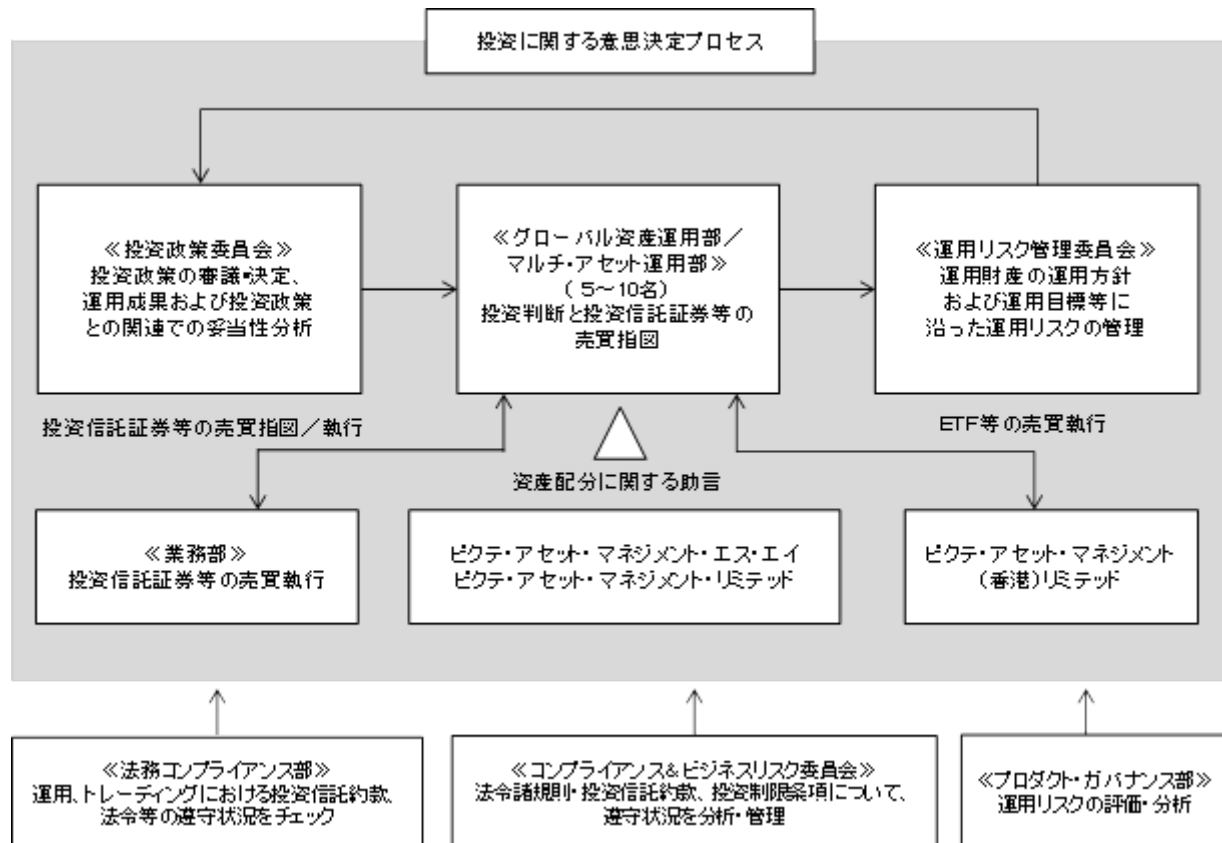 投資に関する意思決定プロセス
≪投資政策委員会≫
投資政策の審議・決定、
運用成果および投資政策
との関連での妥当性分析
≪グローバル資産運用部／
マルチ・アセット運用部≫
（5～10名）
投資判断と投資信託証券等の
売買指図
≪運用リスク管理委員会≫
運用財産の運用方針
および運用目標等に
沿った運用リスクの管理
投資信託証券等の売買指図／執行
ETF等の売買執行
資産配分に関する助言
≪業務部≫
投資信託証券等の売買執行
ピクテ・アセット・マネジメント・エス・エイ
ピクテ・アセット・マネジメント・リミテッド
ピクテ・アセット・マネジメント
（香港）リミテッド
≪法務コンプライアンス部≫
運用、トレーディングにおける投資信託約款、
法令等の遵守状況をチェック
≪コンプライアンス&ビジネスリスク委員会≫
法令諸規則・投資信託約款、投資制限条項について、
遵守状況を分析・管理
≪プロダクト・ガバナンス部≫
運用リスクの評価・分析